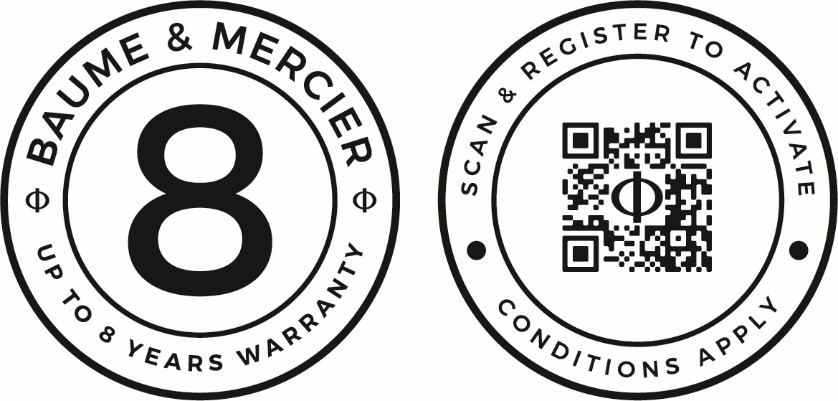 BAUME & MERCIER
8
Φ Φ
UP TO 8 YEARS WARRANTY
SCAN & REGISTER TO ACTIVATE
Φ
CONDITIONS APPLY